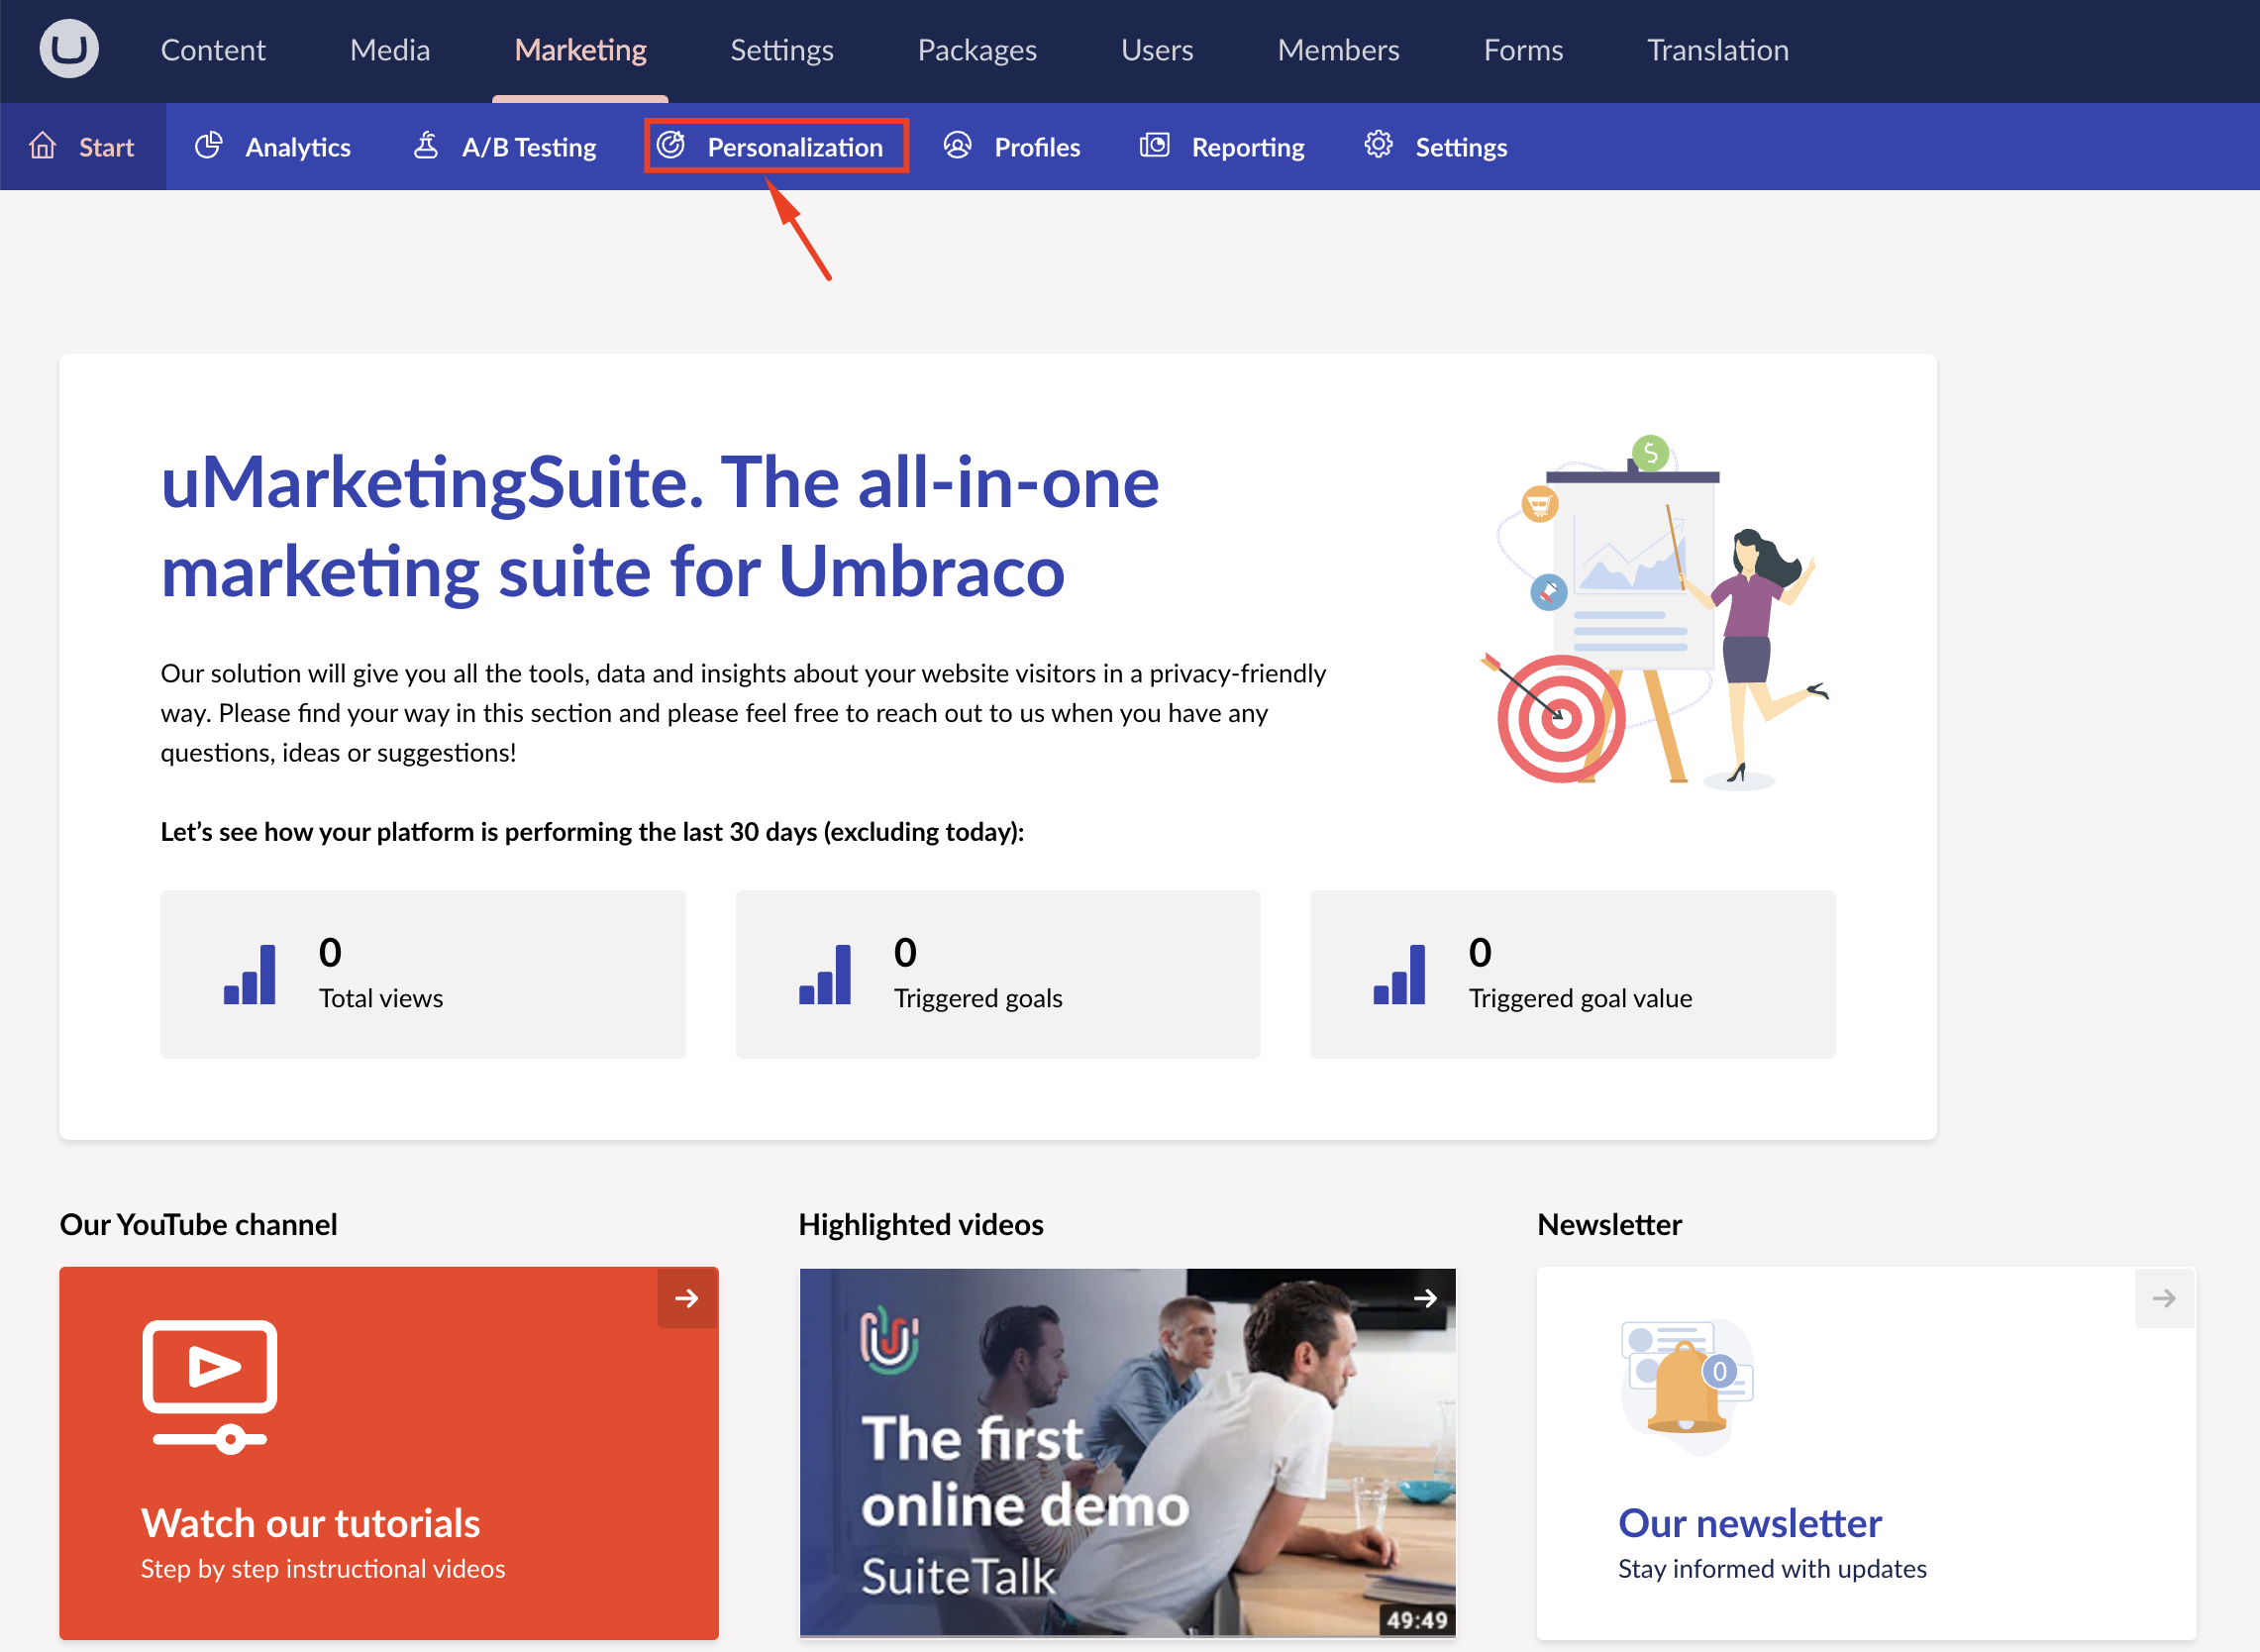 Content Media Marketing Settings Packages Users Members Forms Translation
Start Analytics A/B Testing Personalization Profiles Reporting Settings
uMarketingSuite. The all-in-one
marketing suite for Umbraco
Our solution will give you all the tools, data and insights about your website visitors in a privacy-friendly
way. Please find your way in this section and please feel free to reach out to us when you have any
questions, ideas or suggestions!
Let’s see how your platform is performing the last 30 days (excluding today):
0
Total views
0
Triggered goals
0
Triggered goal value
$
Our YouTube channel
Watch our tutorials
Step by step instructional videos
Highlighted videos
The first
online demo
SuiteTalk
49:49
Newsletter
0
Our newsletter
Stay informed with updates